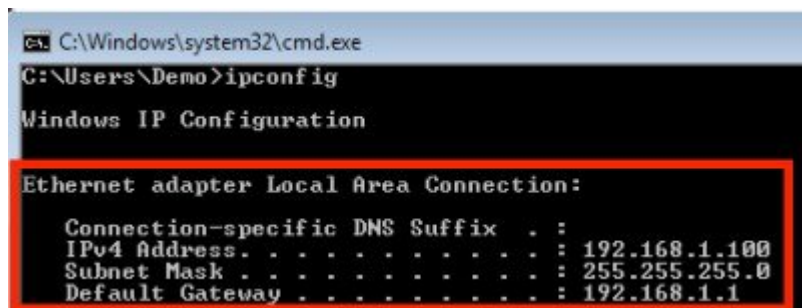 C:\Windows\system32\cmd.exe
C:\Users\Demo>ipconfig
Windows IP Configuration
Ethernet adapter Local Area Connection:
Connection-specific DNS Suffix . :
IPv4 Address. . . . . . . . . . . : 192.168.1.100
Subnet Mask . . . . . . . . . . . : 255.255.255.0
Default Gateway . . . . . . . . . : 192.168.1.1